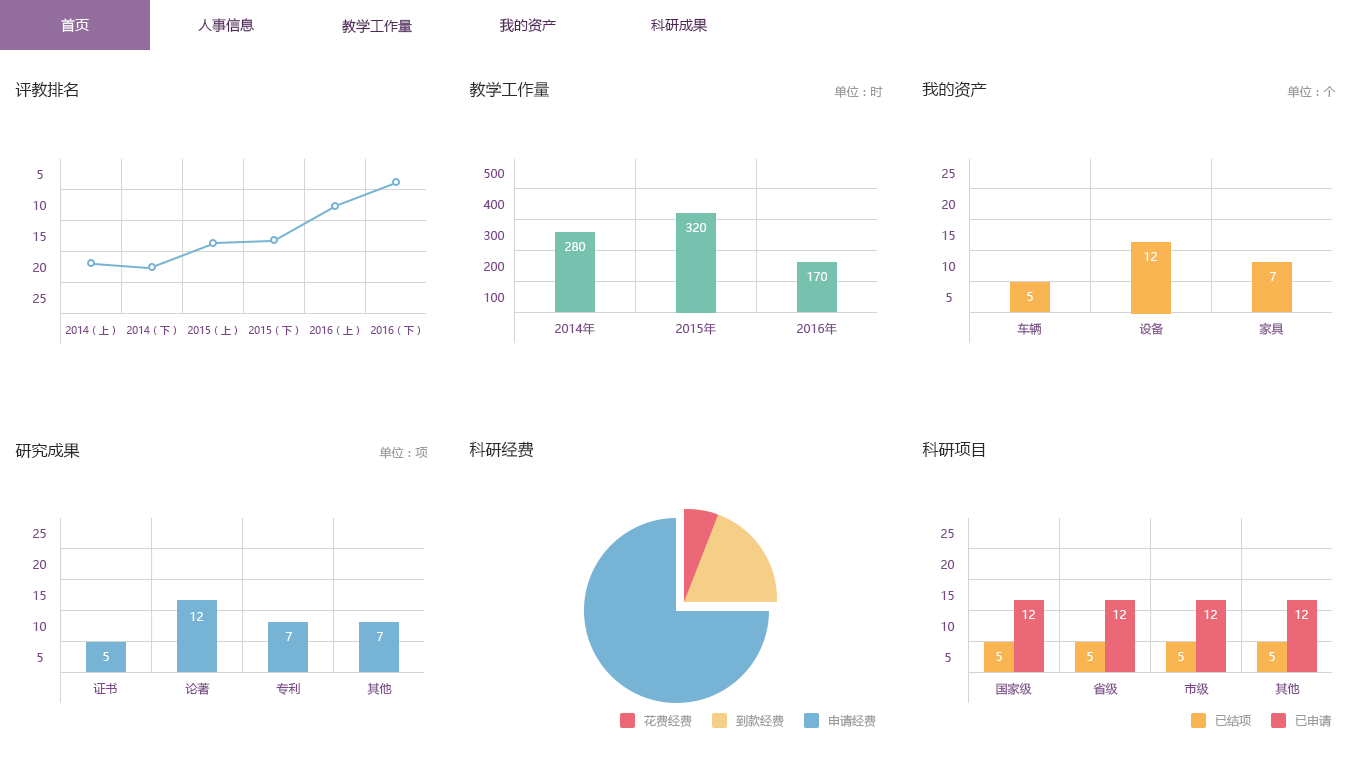 首页 人事信息 教学工作量 我的资产 科研成果
评教排名
5
10
15
20
25
2014（上） 2014（下） 2015（上） 2015（下） 2016（上） 2016（下）
教学工作量 单位：时
500
400
300
200
100
280 320 170
2014年 2015年 2016年
我的资产 单位：个
25
20
15
10
5
5 12 7
车辆 设备 家具
研究成果 单位：项
25
20
15
10
5
5 12 7 7
证书 论著 专利 其他
科研经费
花费经费 到款经费 申请经费
科研项目
25
20
15
10
5
5 12 5 12 5 12 5 12
国家级 省级 市级 其他
已结项 已申请